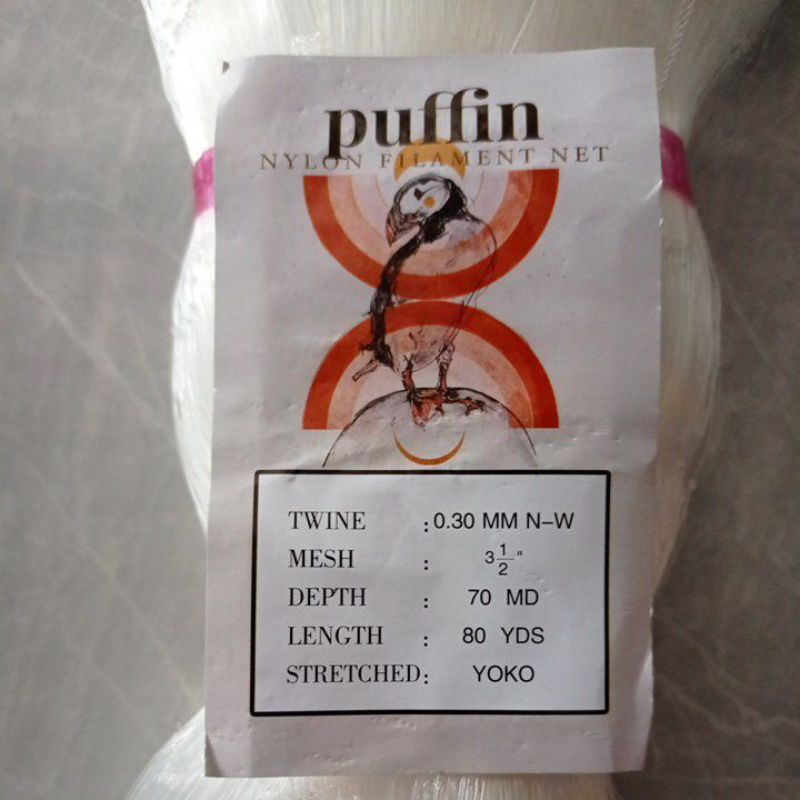 puffin
NYLON FILAMENT NET
TWINE : 0.30 MM N-W
MESH : 3 1/2"
DEPTH : 70 MD
LENGTH : 80 YDS
STRETCHED: YOKO